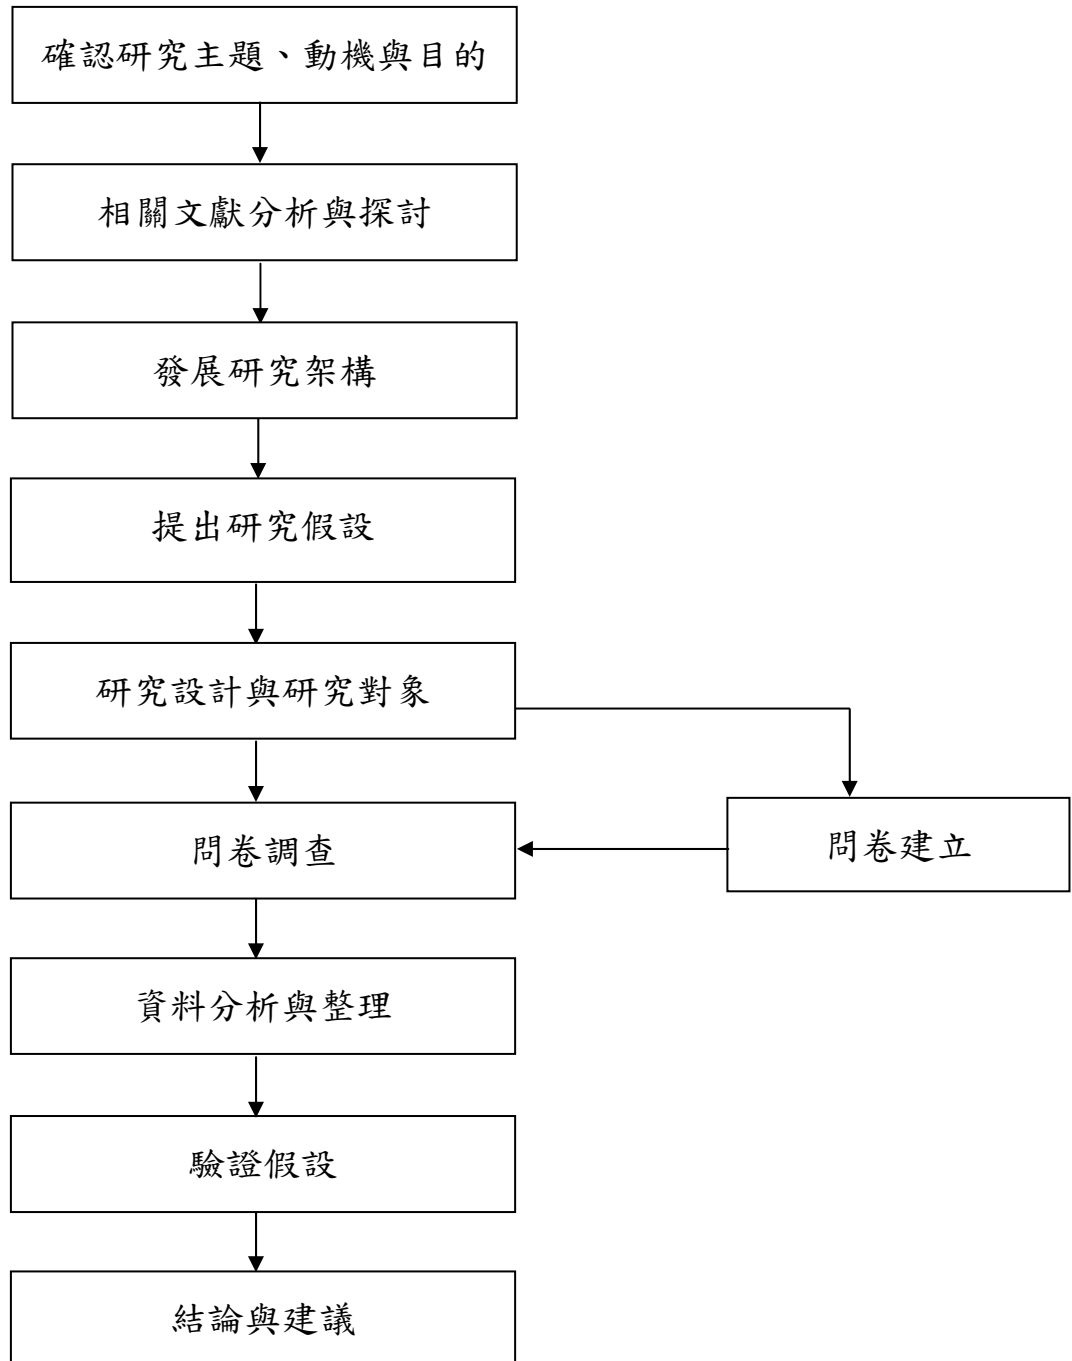 確認研究主題、動機與目的
相關文獻分析與探討
發展研究架構
提出研究假設
研究設計與研究對象
問卷調查
問卷建立
資料分析與整理
驗證假設
結論與建議